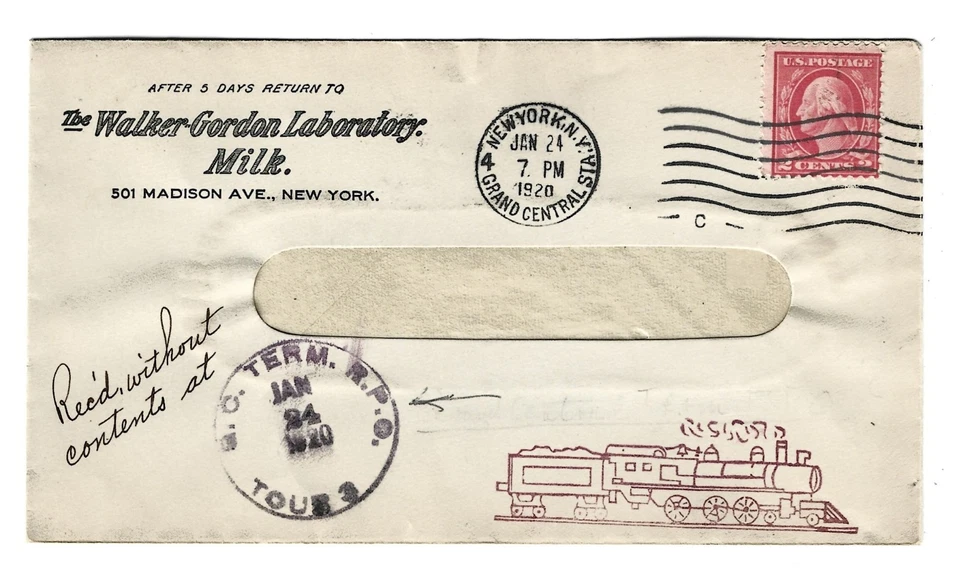 AFTER 5 DAYS RETURN TO
The Walker-Gordon Laboratory.
Milk.
501 MADISON AVE., NEW YORK.
NEW YORK, N.Y.
JAN 24
7. PM
1920
4
GRAND CENTRAL STA.
U.S. POSTAGE
2 CENTS 2
C
Rec'd, without
contents at
G.C. TERM. R.P.O.
JAN
24
1920
TOUR 3